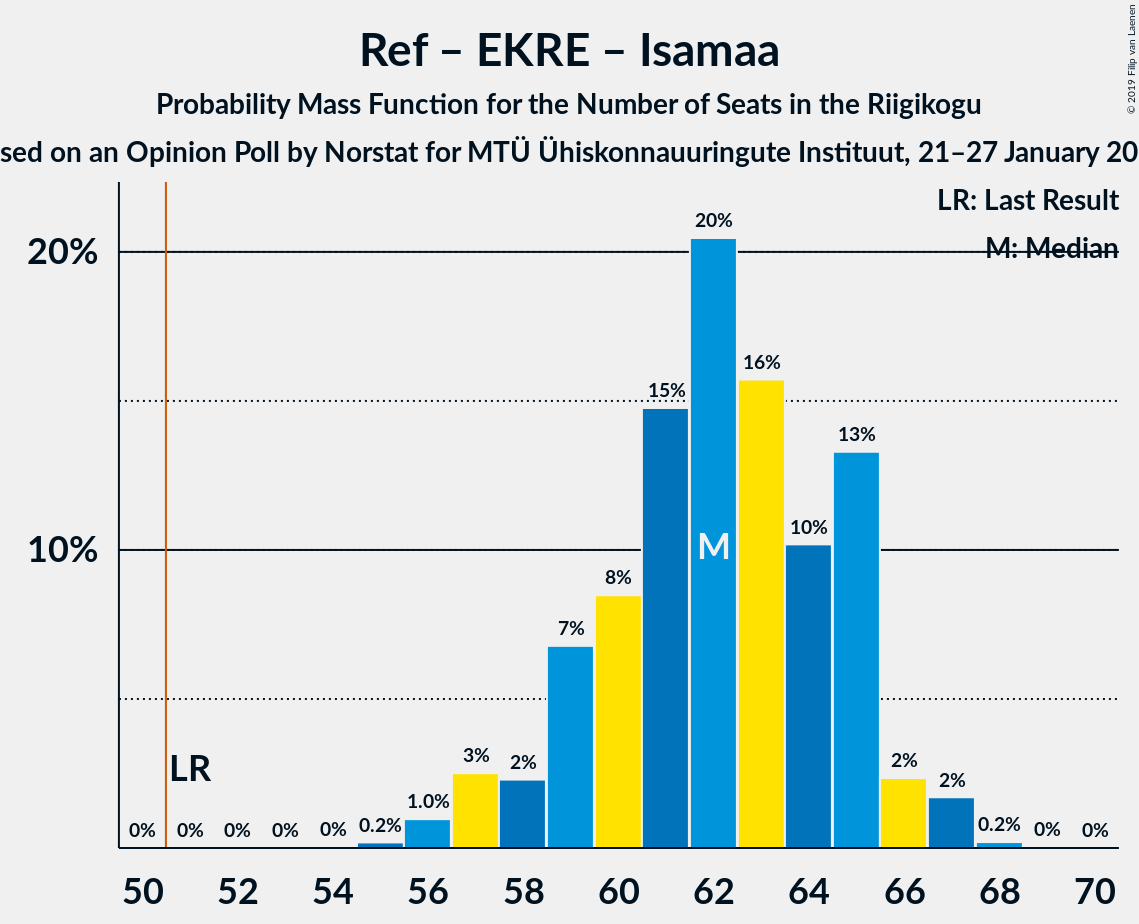 Ref – EKRE – Isamaa
Probability Mass Function for the Number of Seats in the Riigikogu
sed on an Opinion Poll by Norstat for MTÜ Ühiskonnauuringute Instituut, 21–27 January 20
© 2019 Filip van Laenen
LR: Last Result
M: Median
20%
10%
LR
M
0% 0% 0% 0% 0% 0.2% 1.0% 3% 2% 7% 8% 15% 20% 16% 10% 13% 2% 2% 0.2% 0% 0%
50 52 54 56 58 60 62 64 66 68 70